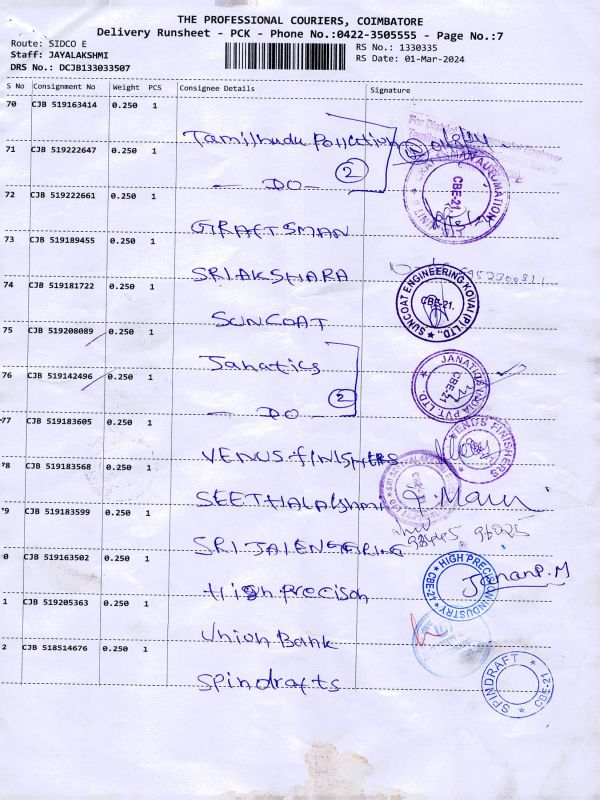 THE PROFESSIONAL COURIERS, COIMBATORE
Delivery Runsheet - PCK - Phone No.:0422-3505555 - Page No.:7
Route: SIDCO E
RS No.: 1330335
Staff: JAYALAKSHMI
RS Date: 01-Mar-2024
DRS No.: DCJB133033507
S No Consignment No Weight PCS Consignee Details Signature
70 CJB 519163414 0.250 1
Tamilnadu Pollution
71 CJB 519222647 0.250 1
- DO - 2
UNIT CRAFTSMAN AUTOMATION CBE-21.
72 CJB 519222661 0.250 1
CRAFTSMAN
73 CJB 519189455 0.250 1
SRI AKSHARA
74 CJB 519181722 0.250 1
SUNCOAT ENGINEERING KOVAI (P) LTD., CBE-21.
SUNCOAT
75 CJB 519208089 0.250 1
Janatics
JANATICS INDIA PVT. LTD. CBE-21
76 CJB 519142496 0.250 1
- DO - 2
77 CJB 519183605 0.250 1
VENUS FINISHERS
VENUS FINISHERS
78 CJB 519183568 0.250 1
SEETHALAkshmi
9 CJB 519183599 0.250 1
SRI JAI ENGERING
0 CJB 519163502 0.250 1
High Precison
HIGH PRECISION INDUSTRY CBE-21
1 CJB 519205363 0.250 1
Union Bank
2 CJB 518514676 0.250 1
Spindrafts
SPINDRAFT CBE-21